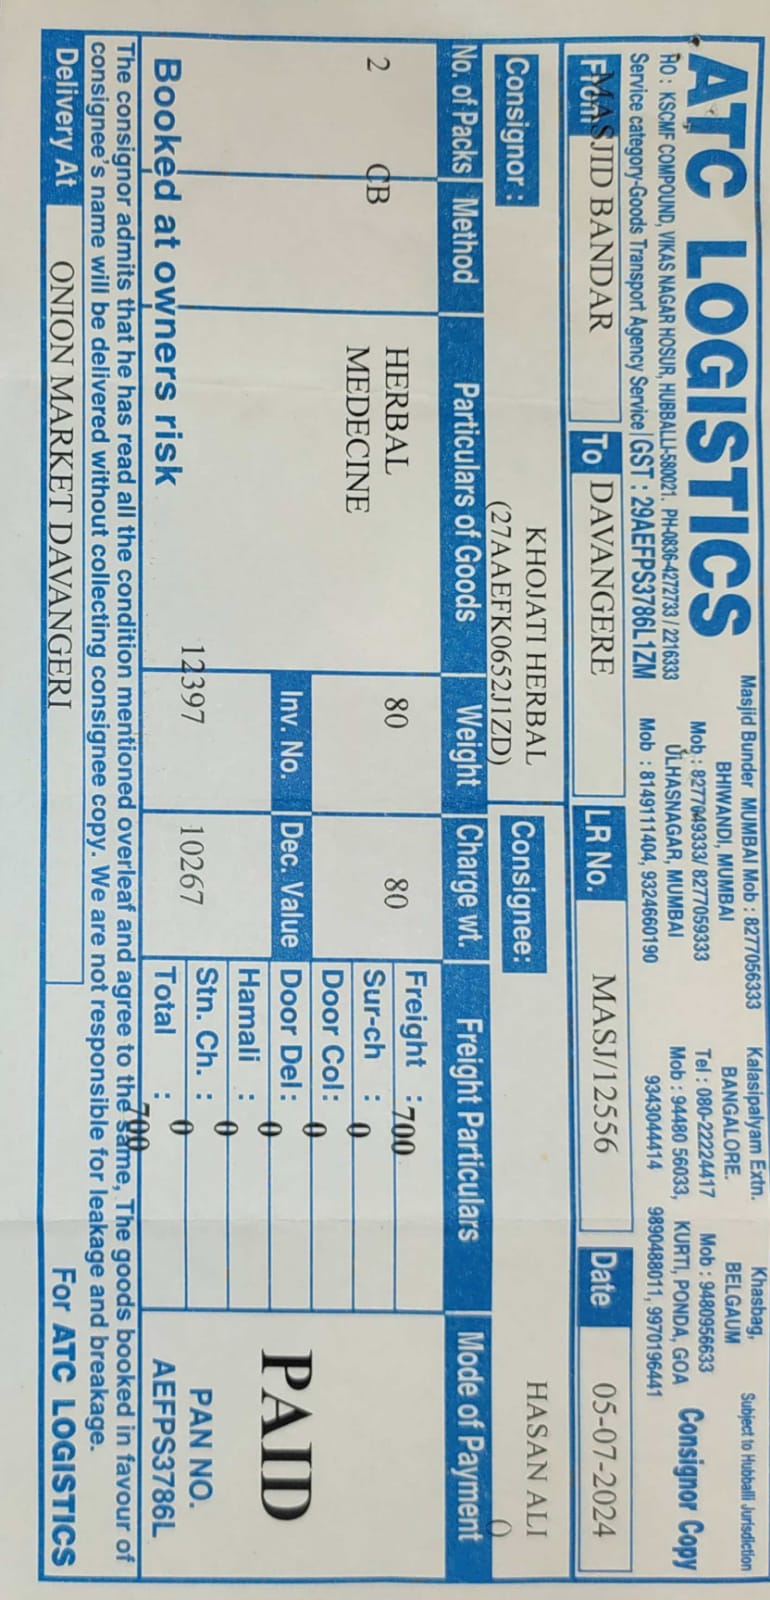 ATC LOGISTICS
Ho : KSCMF COMPOUND, VIKAS NAGAR HOSUR, HUBBALLI-580021. PH-0836-4272733 / 2216333
Service category-Goods Transport Agency Service GST : 29AEFPS3786L1ZM
Masjid Bunder MUMBAI Mob : 8277056333
BHIWANDI, MUMBAI
Mob : 8277049333/ 8277059333
ULHASNAGAR, MUMBAI
Mob : 8149111404, 9324660190
Kalasipalyam Extn.
BANGALORE.
Tel : 080-22224417
Mob : 94480 56033,
9343044414
Khasbag,
BELGAUM
Mob : 9480956633
KURTI, PONDA, GOA
9890488011, 9970196441
Subject to Hubballi Jurisdiction
Consignor Copy
From MASJID BANDAR To DAVANGERE LR No. MASJ/12556 Date 05-07-2024
Consignor : KHOJATI HERBAL Consignee: HASAN ALI
(27AAEFK0652J1ZD) ()
No. of Packs Method Particulars of Goods Weight Charge wt. Freight Particulars Mode of Payment
2 CB HERBAL 80 80
MEDECINE
Inv. No. Dec. Value
12397 10267
Freight : 700
Sur-ch : 0
Door Col: 0
Door Del: 0
Hamali : 0
Stn. Ch. : 0
Total : 700
PAID
PAN NO.
AEFPS3786L
Booked at owners risk
The consignor admits that he has read all the condition mentioned overleaf and agree to the same, The goods booked in favour of
consignee's name will be delivered without collecting consignee copy. We are not responsible for leakage and breakage.
Delivery At ONION MARKET DAVANGERI For ATC LOGISTICS